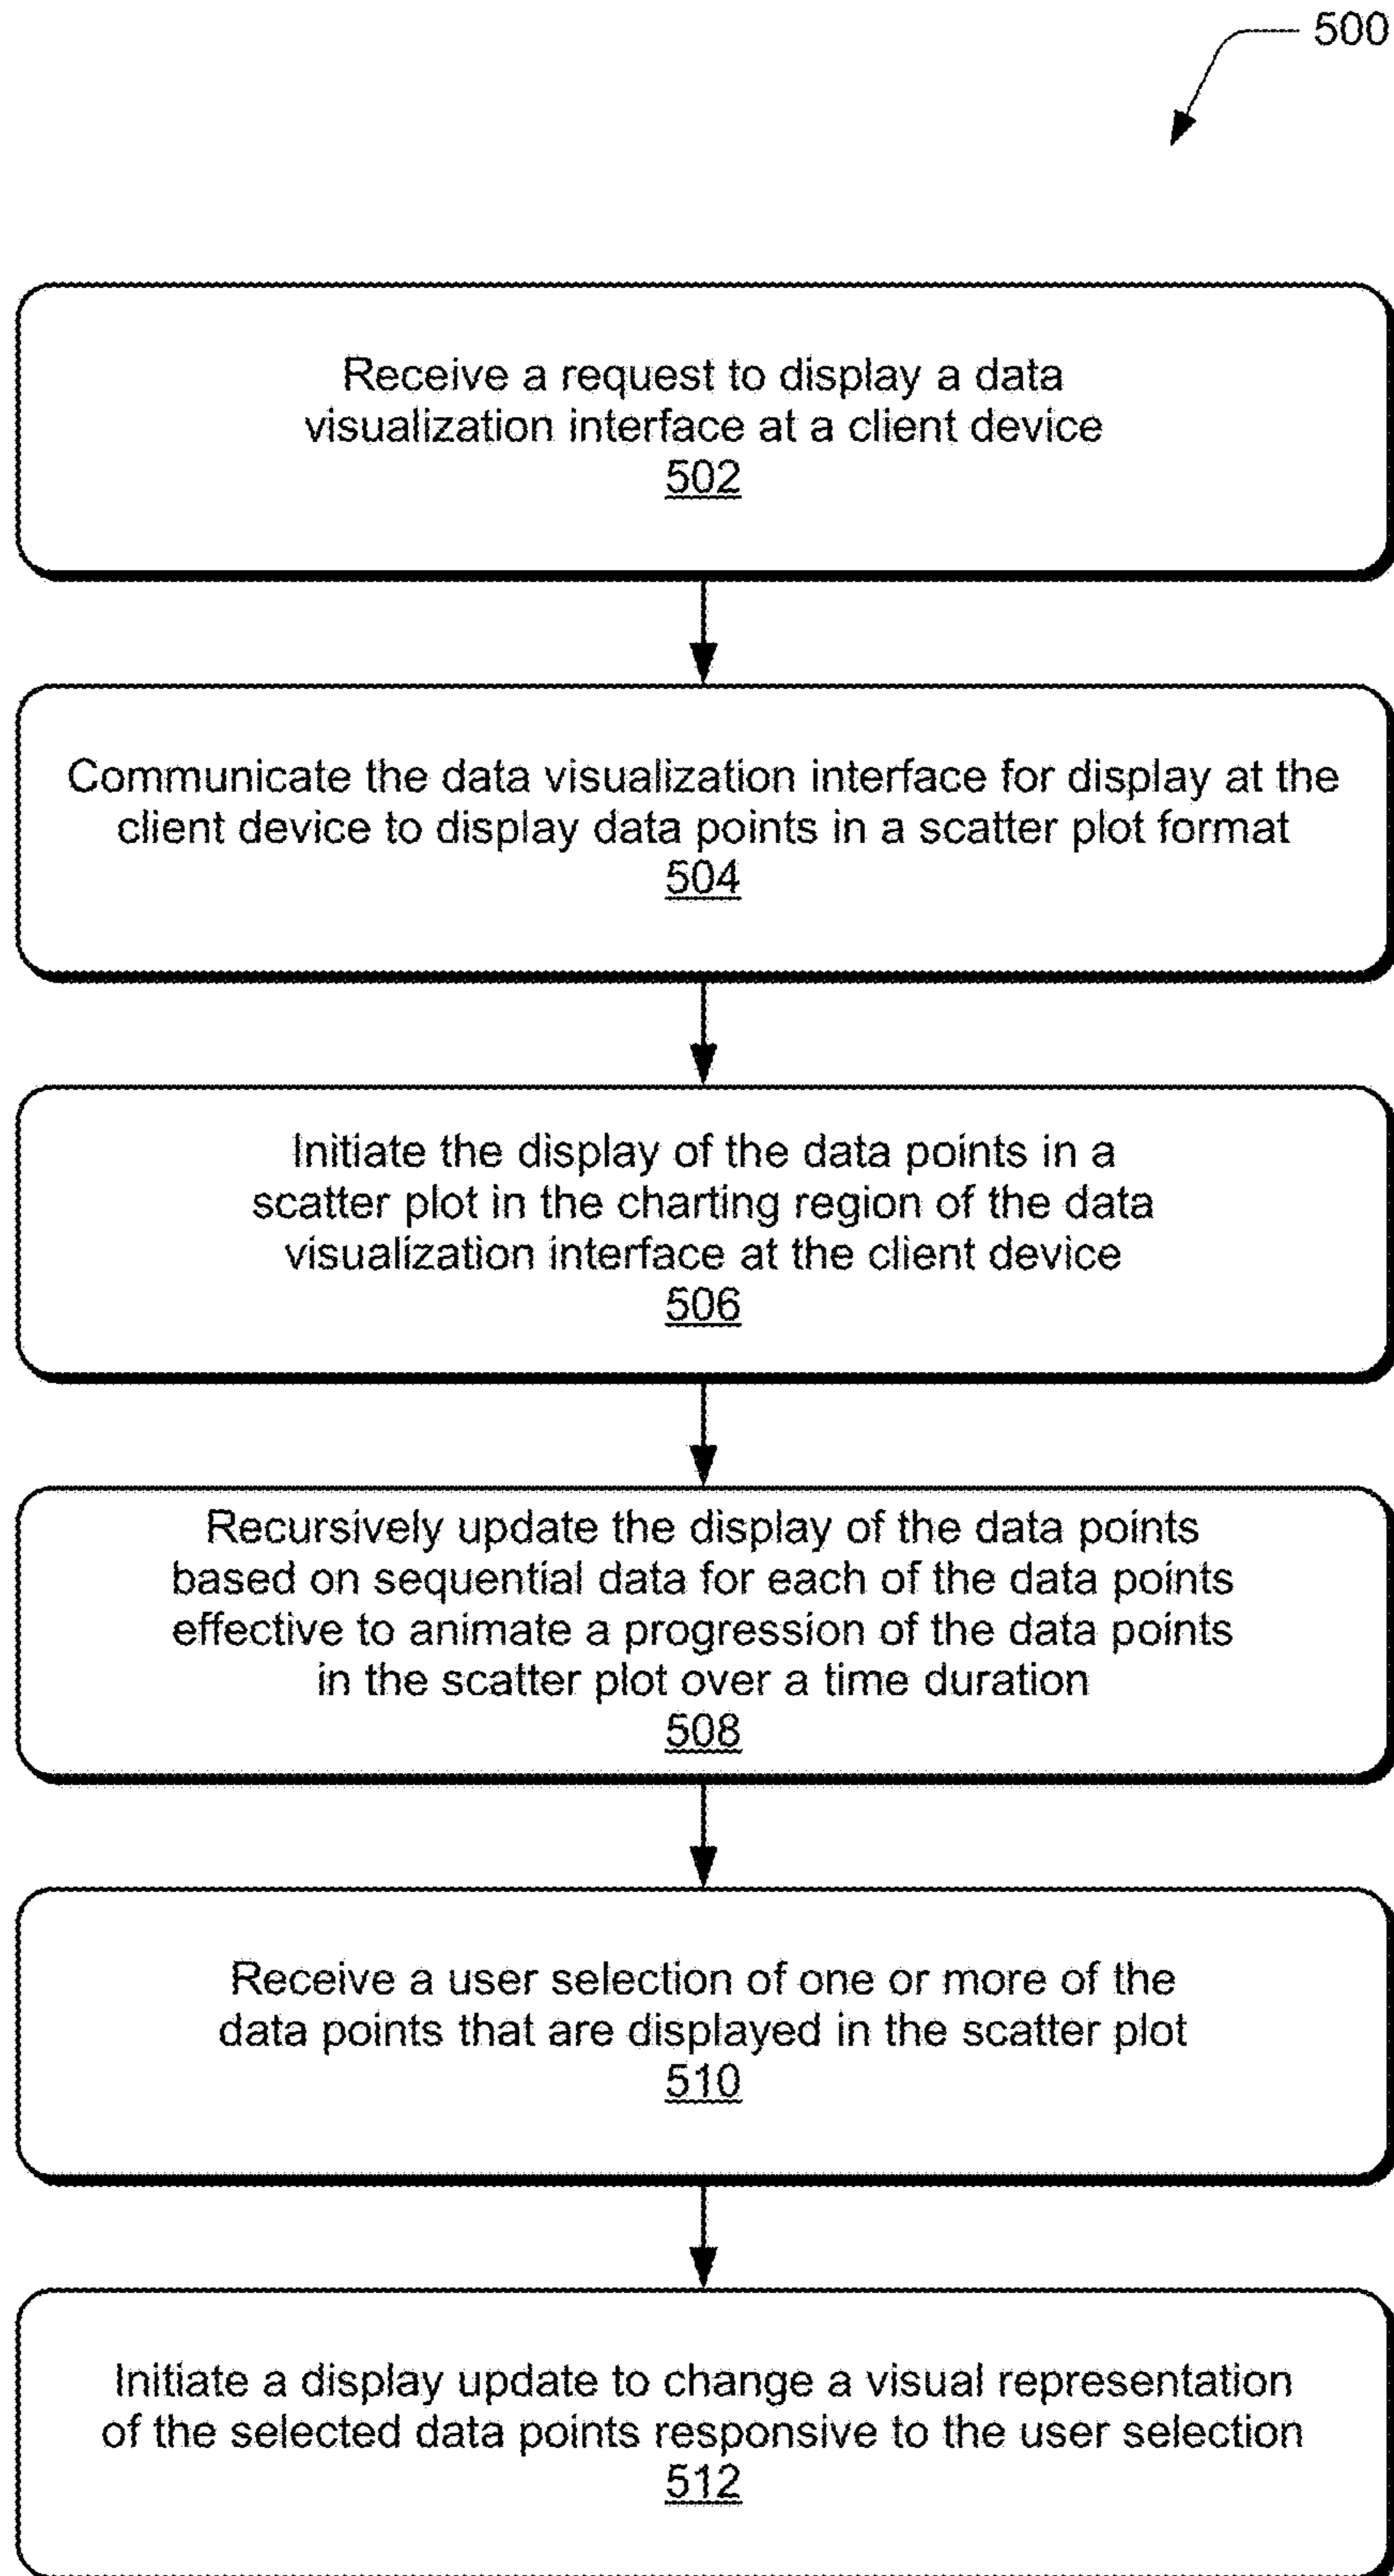 500
Receive a request to display a data
visualization interface at a client device
502
Communicate the data visualization interface for display at the
client device to display data points in a scatter plot format
504
Initiate the display of the data points in a
scatter plot in the charting region of the data
visualization interface at the client device
506
Recursively update the display of the data points
based on sequential data for each of the data points
effective to animate a progression of the data points
in the scatter plot over a time duration
508
Receive a user selection of one or more of the
data points that are displayed in the scatter plot
510
Initiate a display update to change a visual representation
of the selected data points responsive to the user selection
512